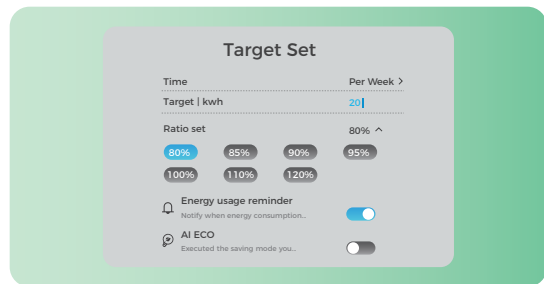 Target Set
Time Per Week >
Target | kwh 20
Ratio set 80%
80% 85% 90% 95%
100% 110% 120%
Energy usage reminder
Notify when energy consumption...
AI ECO
Executed the saving mode you...